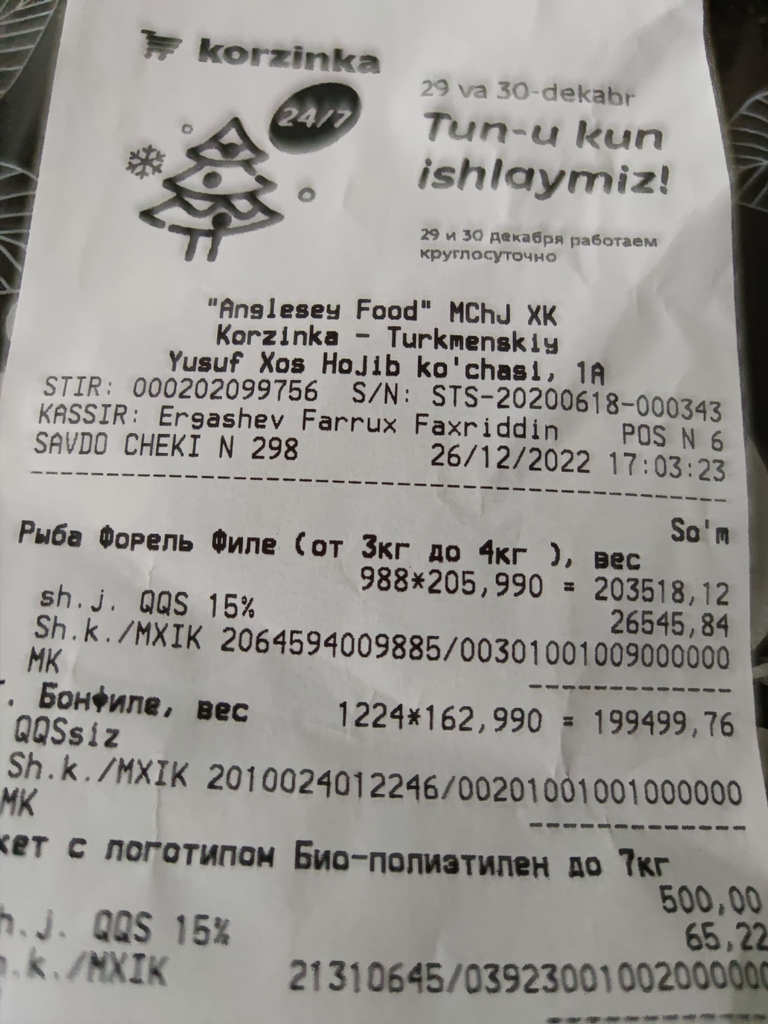 korzinka
24/7
29 va 30-dekabr
Tun-u kun
ishlaymiz!
29 и 30 декабря работаем
круглосуточно
"Anglesey Food" MChJ XK
Korzinka - Turkmenskiy
Yusuf Xos Hojib ko'chasi, 1A
STIR: 000202099756 S/N: STS-20200618-000343
KASSIR: Ergashev Farrux Faxriddin POS N 6
SAVDO CHEKI N 298 26/12/2022 17:03:23
So'm
Рыба Форель Филе (от 3кг до 4кг ), вес
988*205,990 = 203518,12
sh.j. QQS 15% 26545,84
Sh.k./MXIK 2064594009885/00301001009000000
МК
. Бонфиле, вес 1224*162,990 = 199499,76
QQSsiz
Sh.k./MXIK 2010024012246/00201001001000000
МК
кет с логотипом Био-полиэтилен до 7кг
500,00
h.j. QQS 15% 65,22
.k./MXIK 21310645/03923001002000000